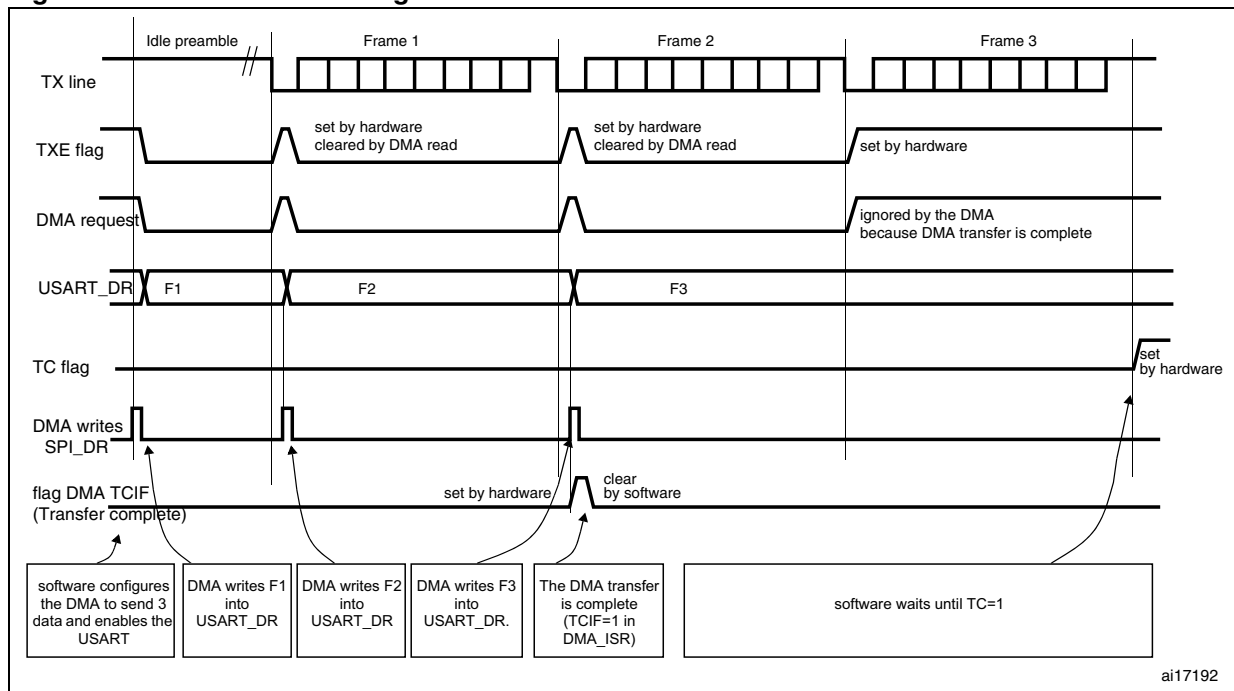 Idle preamble
Frame 1
Frame 2
Frame 3
TX line
TXE flag
set by hardware
cleared by DMA read
set by hardware
cleared by DMA read
set by hardware
DMA request
ignored by the DMA
because DMA transfer is complete
USART_DR
F1
F2
F3
TC flag
set
by hardware
DMA writes
SPI_DR
flag DMA TCIF
(Transfer complete)
set by hardware
clear
by software
software configures
the DMA to send 3
data and enables the
USART
DMA writes F1
into
USART_DR
DMA writes F2
into
USART_DR
DMA writes F3
into
USART_DR.
The DMA transfer
is complete
(TCIF=1 in
DMA_ISR)
software waits until TC=1
ai17192